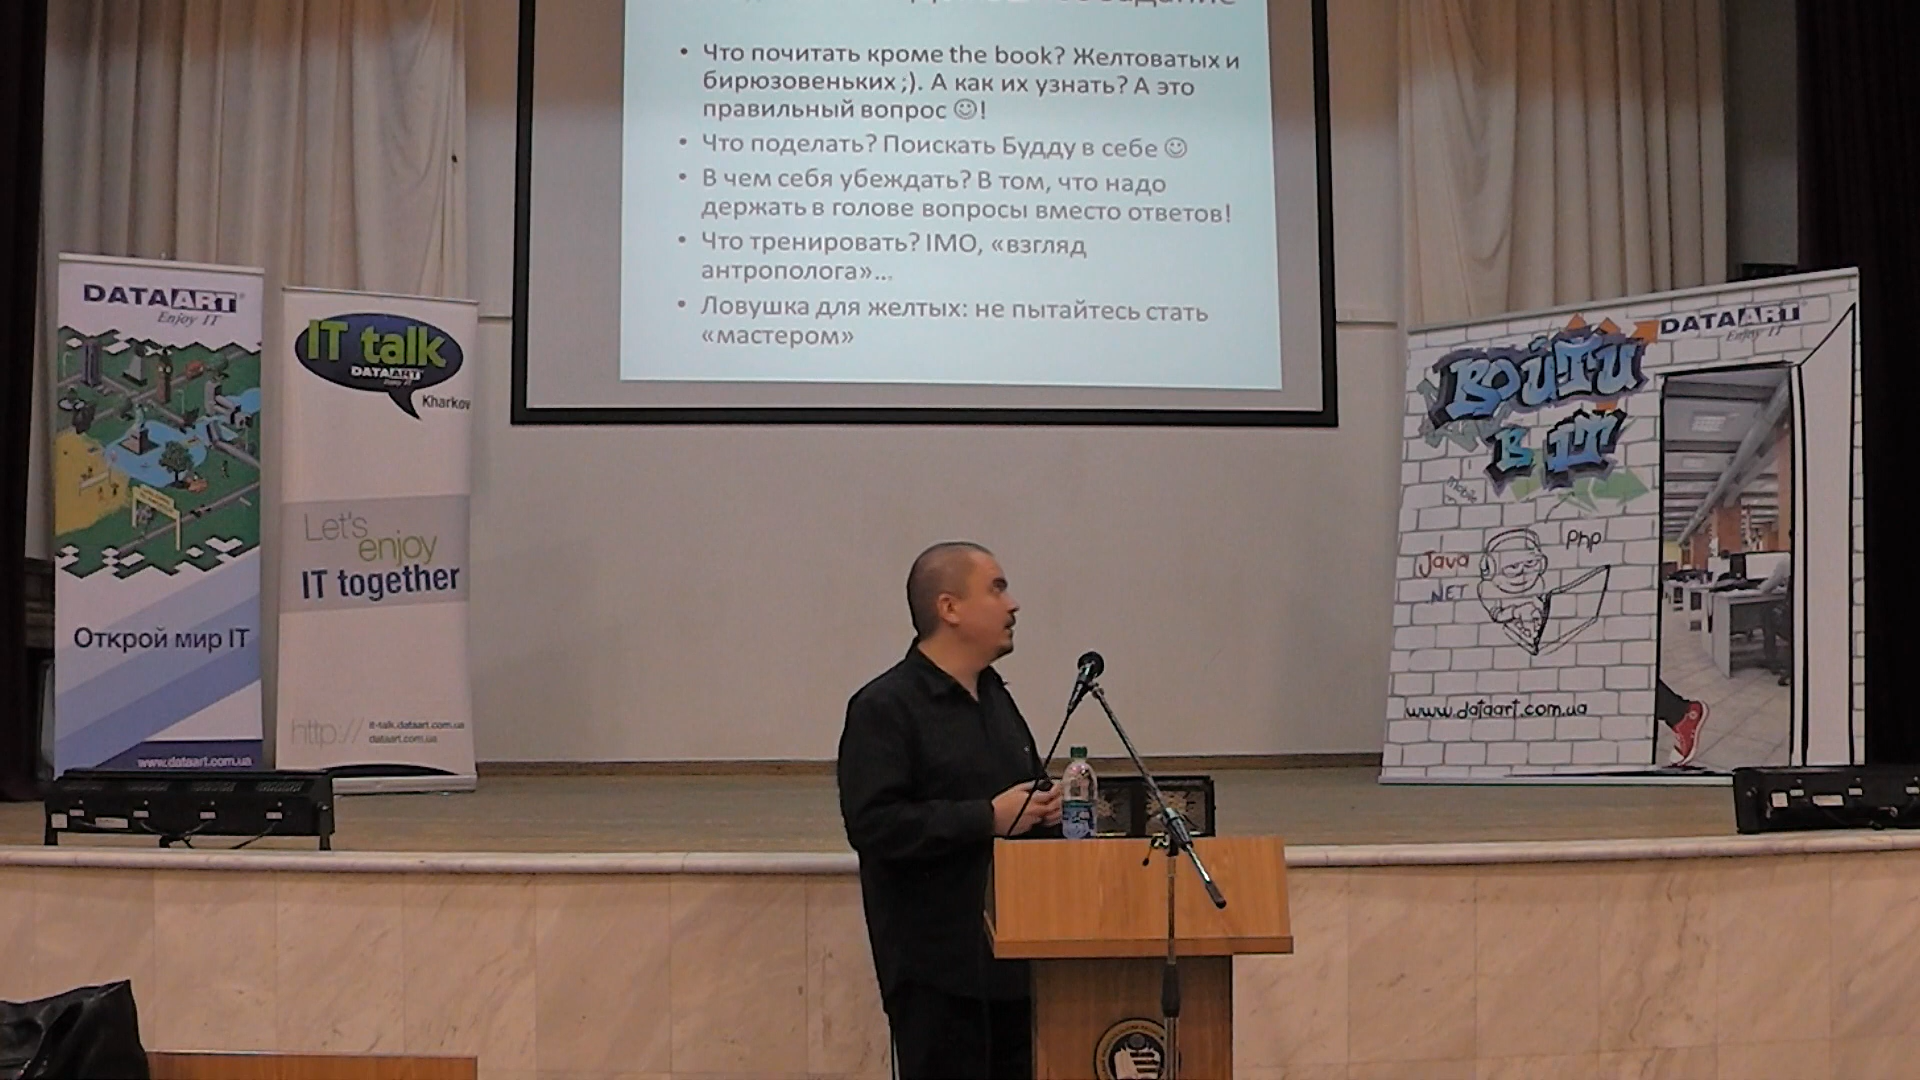 задание
• Что почитать кроме the book? Желтоватых и
бирюзовеньких ;). А как их узнать? А это
правильный вопрос ☺!
• Что поделать? Поискать Будду в себе ☺
• В чем себя убеждать? В том, что надо
держать в голове вопросы вместо ответов!
• Что тренировать? IMO, «взгляд
антрополога»...
• Ловушка для желтых: не пытайтесь стать
«мастером»
DATAART
Enjoy IT
Открой мир IT
www.dataart.com.ua
IT talk
DATAART
Enjoy IT
Kharkov
Let's
enjoy
IT together
http://
it-talk.dataart.com.ua
dataart.com.ua
DATAART
Enjoy IT
Войти
в IT
mobile
Java
Php
.NET
www.dataart.com.ua